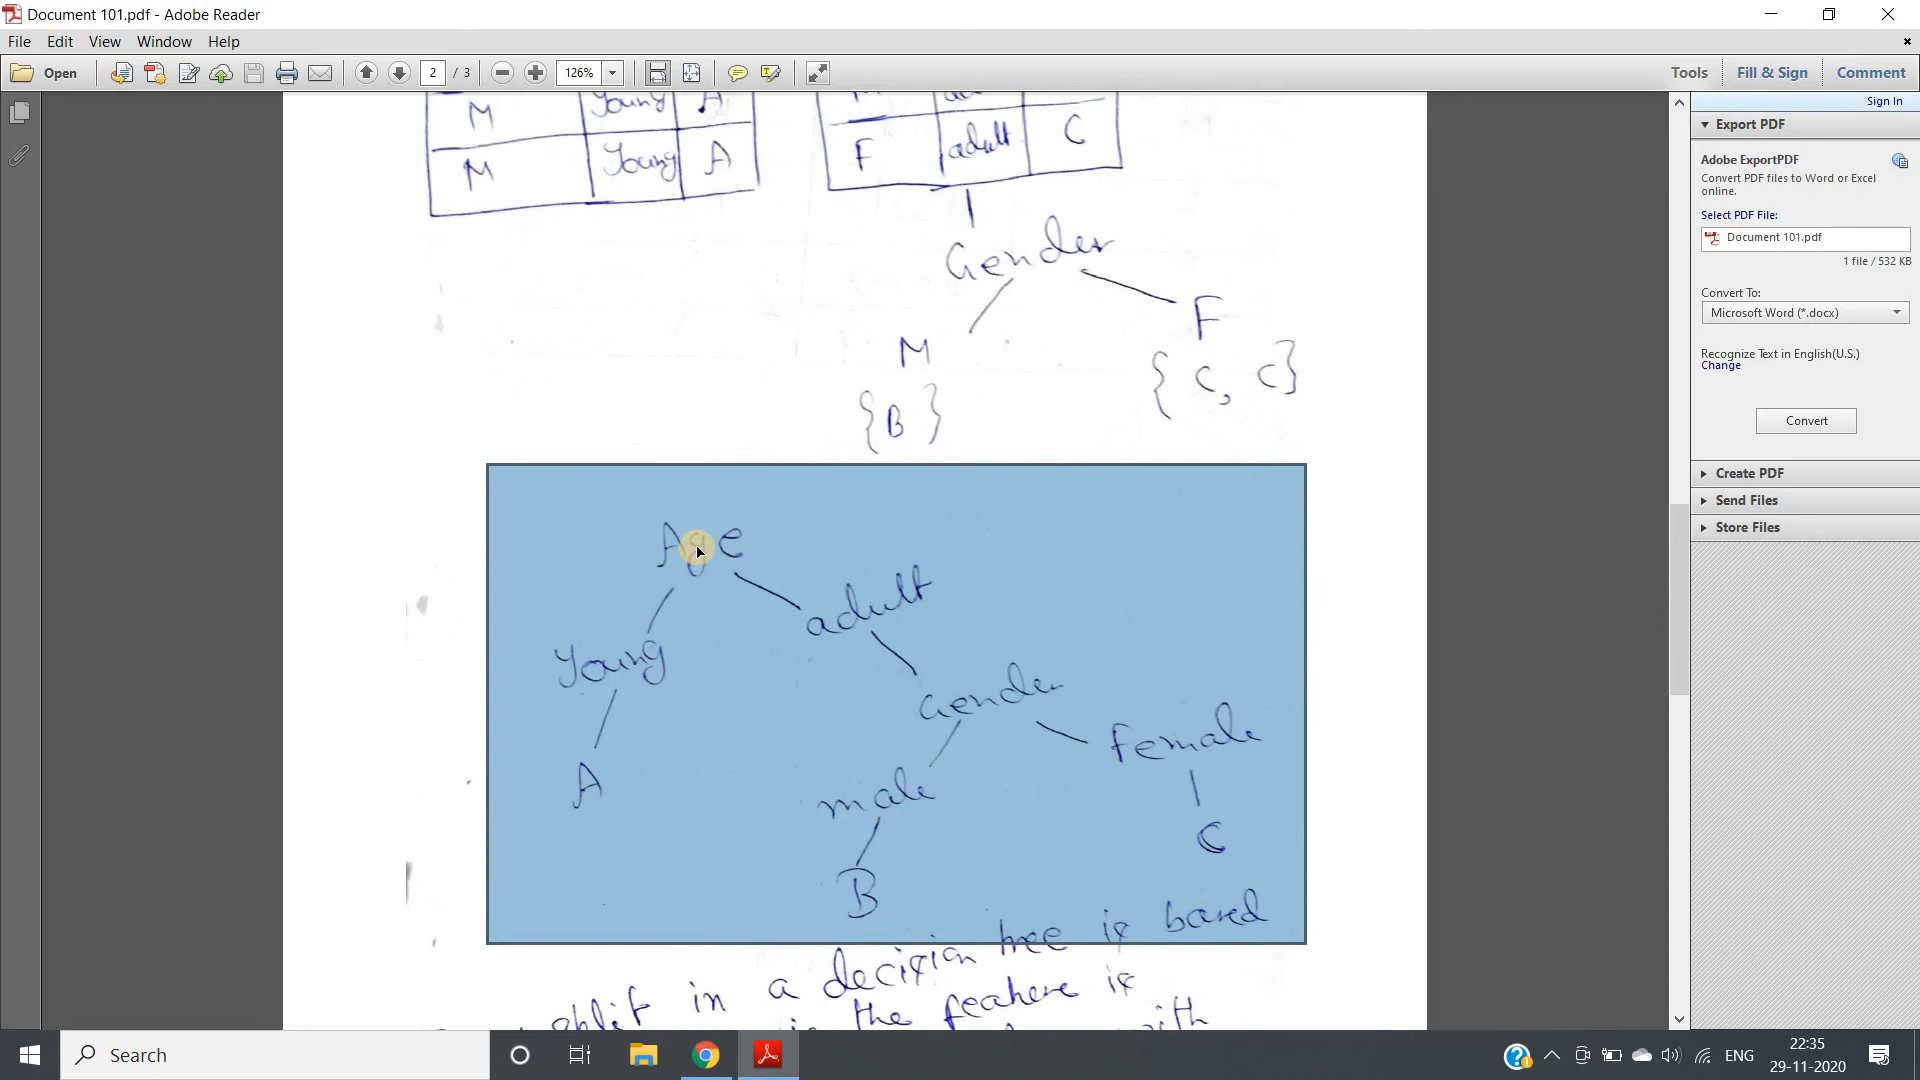 Document 101.pdf - Adobe Reader
File Edit View Window Help
Open 2 / 3 126% Tools Fill & Sign Comment
Sign In
Export PDF
Adobe ExportPDF
Convert PDF files to Word or Excel
online.
Select PDF File:
Document 101.pdf
1 file / 532 KB
Convert To:
Microsoft Word (*.docx)
Recognize Text in English(U.S.)
Change
Convert
Create PDF
Send Files
Store Files
M Young A
M Young A
F adult C
Gender
M F
{B} {C, C}
Age
Young adult
A Gender
male Female
B C
in a decision tree is based
the feature is
with
Search
ENG
22:35
29-11-2020